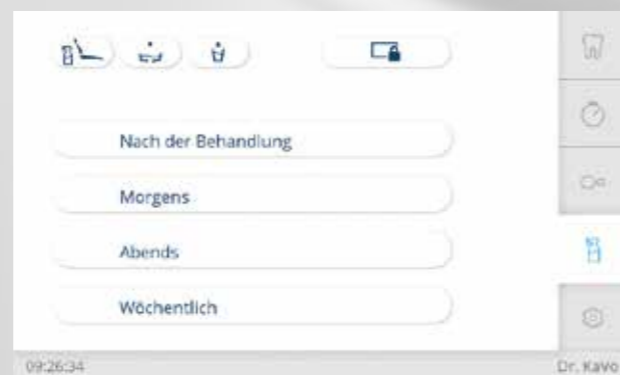 Nach der Behandlung
Morgens
Abends
Wöchentlich
09:26:34
Dr. Kavo